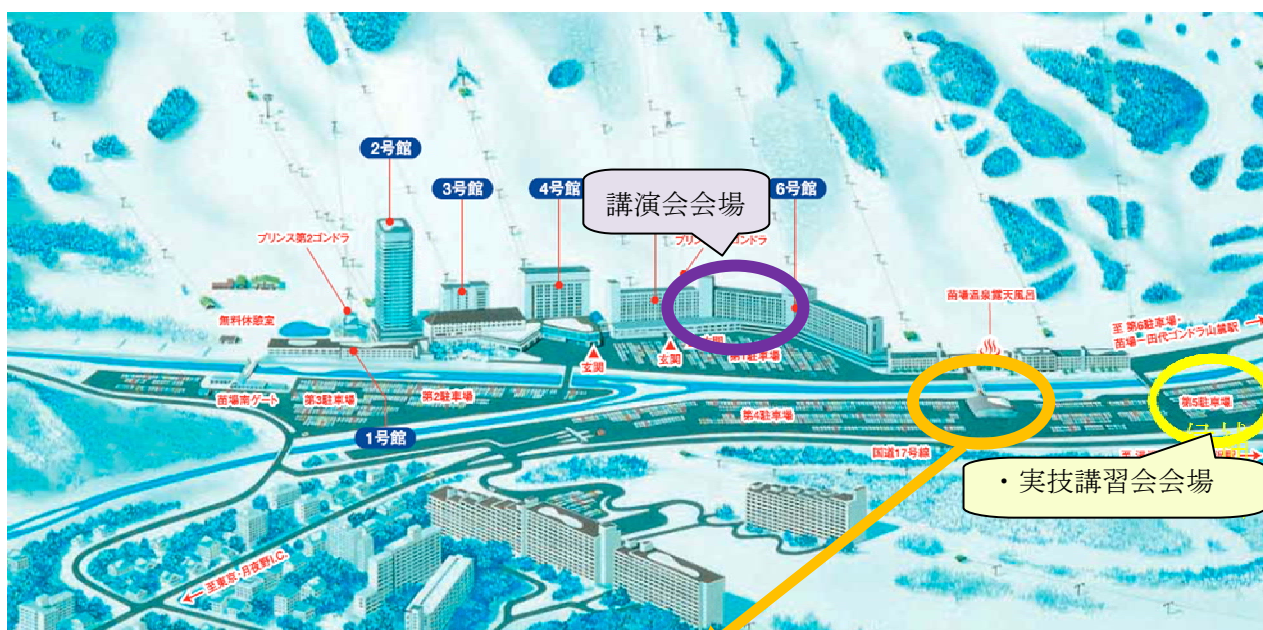 2号館
3号館
4号館
6号館
講演会会場
プリンス第2ゴンドラ
ゴンドラ
苗場温泉露天風呂
無料休憩室
至 第6駐車場・
苗場－田代ゴンドラ山麓駅
玄関
玄関
第1駐車場
苗場南ゲート
第3駐車場
第2駐車場
第4駐車場
第5駐車場
1号館
国道17号線
・実技講習会会場
至東京・月夜野I.C.